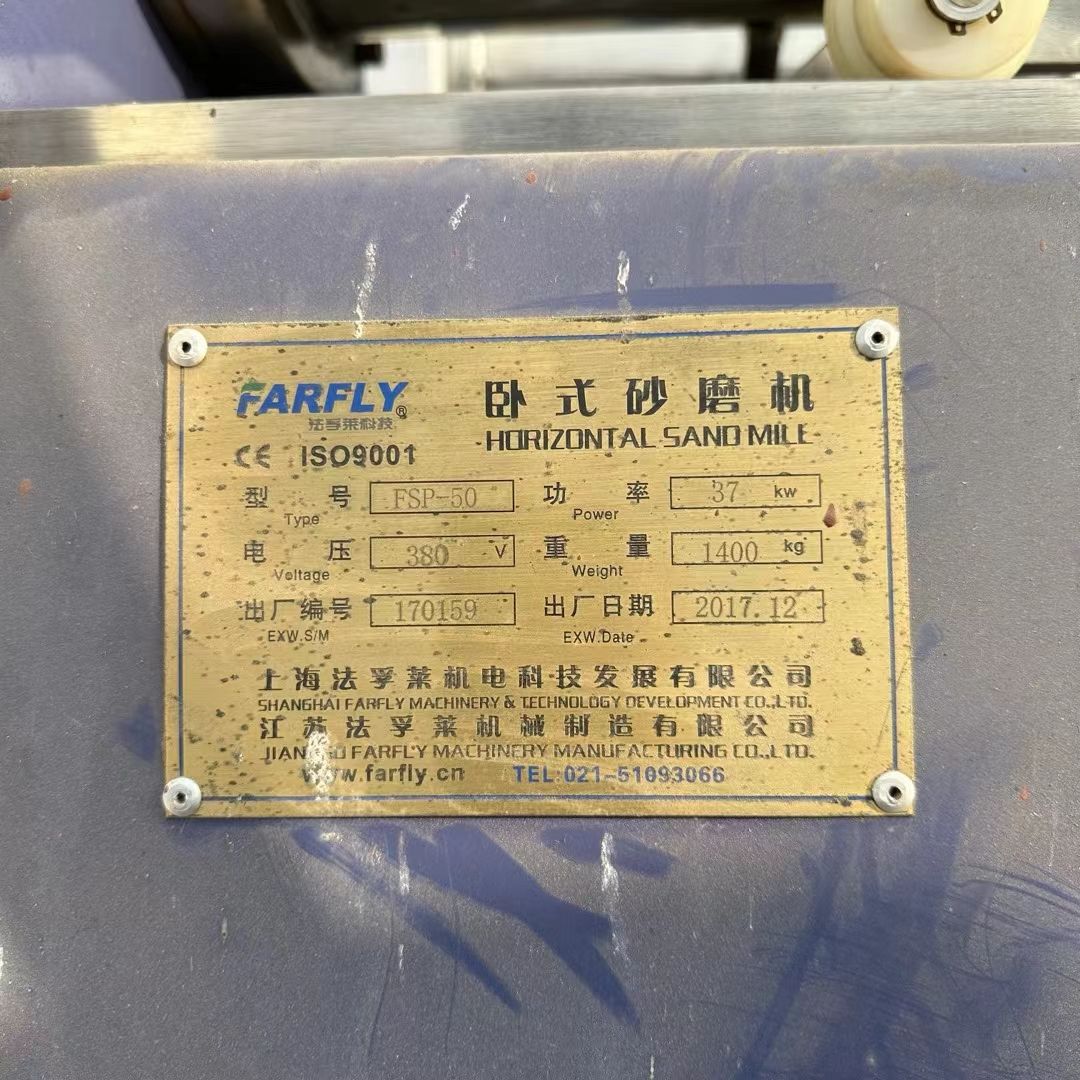 FARFLY®
法孚莱科技
卧式砂磨机
HORIZONTAL SAND MILL
CE ISO9001
型号 Type FSP-50 功率 Power 37 kw
电压 Voltage 380 V 重量 Weight 1400 kg
出厂编号 EXW.S/M 170159 出厂日期 EXW.Date 2017.12
上海法孚莱机电科技发展有限公司
SHANGHAI FARFLY MACHINERY & TECHNOLOGY DEVELOPMENT CO.,LTD.
江苏法孚莱机械制造有限公司
FARFLY MACHINERY MANUFACTURING CO.,LTD.
www.farfly.cn TEL:021-51093066